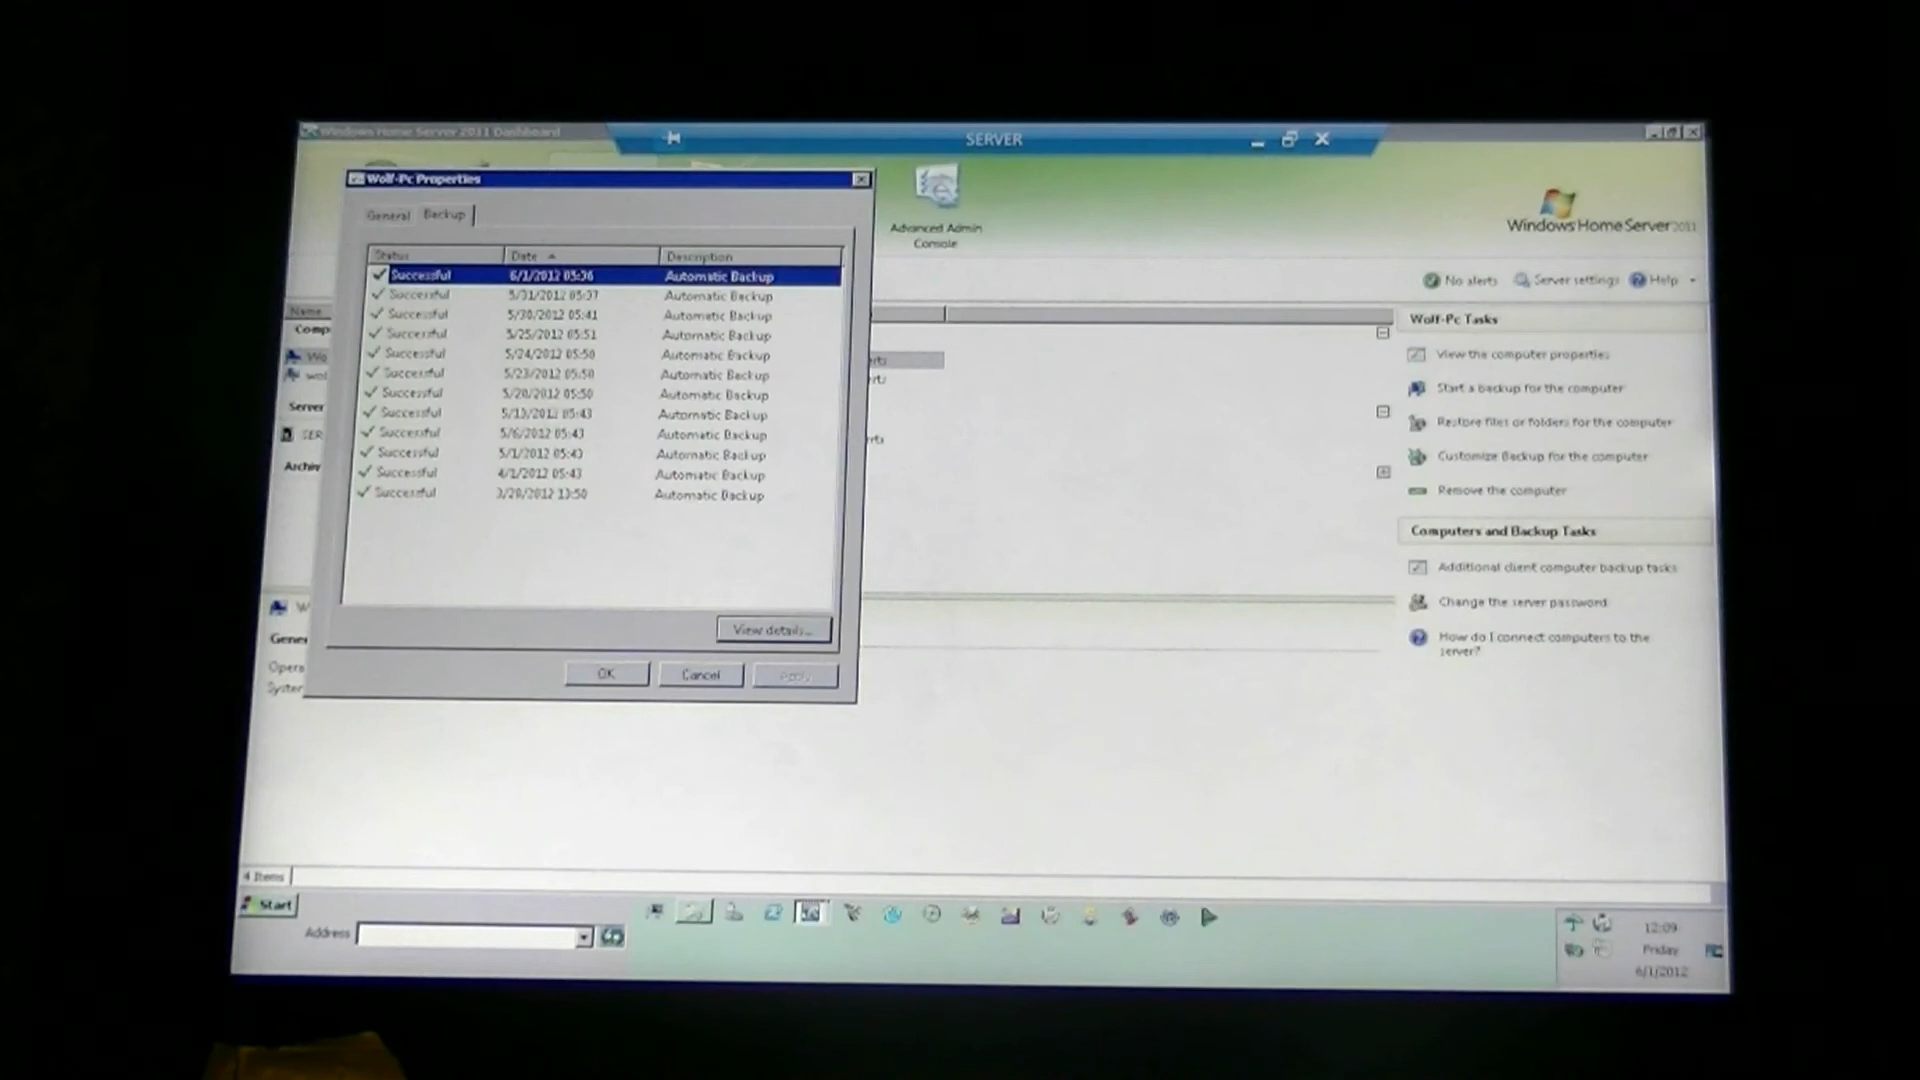 Windows Home Server 2011 Dashboard
SERVER
Wolf-Pc Properties
General
Backup
Status
Date
Description
Successful
6/1/2012 05:36
Automatic Backup
Successful
5/31/2012 05:37
Automatic Backup
Successful
5/30/2012 05:41
Automatic Backup
Successful
5/25/2012 05:51
Automatic Backup
Successful
5/24/2012 05:50
Automatic Backup
Successful
5/23/2012 05:50
Automatic Backup
Successful
5/20/2012 05:50
Automatic Backup
Successful
5/13/2012 05:43
Automatic Backup
Successful
5/6/2012 05:43
Automatic Backup
Successful
5/1/2012 05:43
Automatic Backup
Successful
4/1/2012 05:43
Automatic Backup
Successful
Automatic Backup
View details...
OK
Cancel
Apply
Advanced Admin
Console
Windows Home Server 2011
No alerts
Server settings
Help
Name
Comp
Wo
wol
Server
SER
Archiv
W
Gener
Opera
System
erts
erts
erts
Wolf-Pc Tasks
View the computer properties
Start a backup for the computer
Restore files or folders for the computer
Customize Backup for the computer
Remove the computer
Computers and Backup Tasks
Additional client computer backup tasks
Change the server password
How do I connect computers to the
server?
4 Items
Start
Address
12:09
Friday
6/1/2012